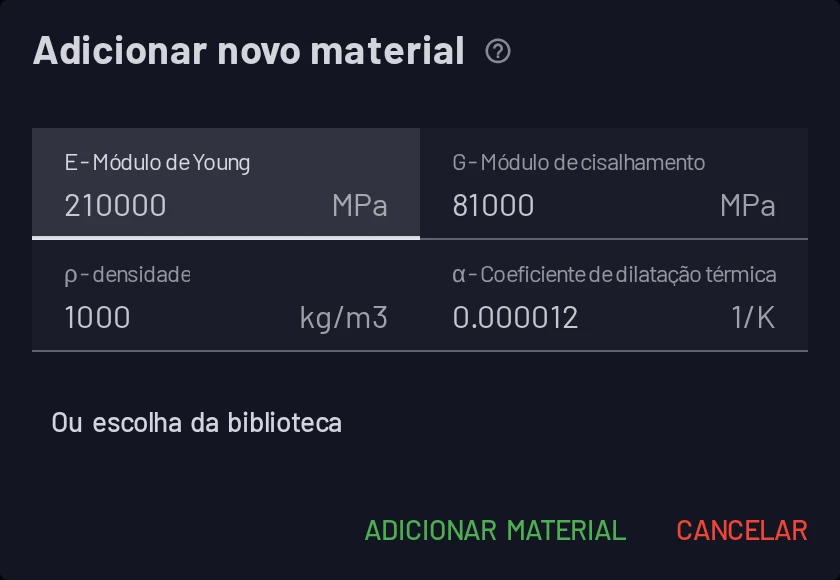 Adicionar novo material
E - Módulo de Young
210000 MPa
G - Módulo de cisalhamento
81000 MPa
ρ - densidade
1000 kg/m3
α - Coeficiente de dilatação térmica
0.000012 1/K
Ou escolha da biblioteca
ADICIONAR MATERIAL
CANCELAR